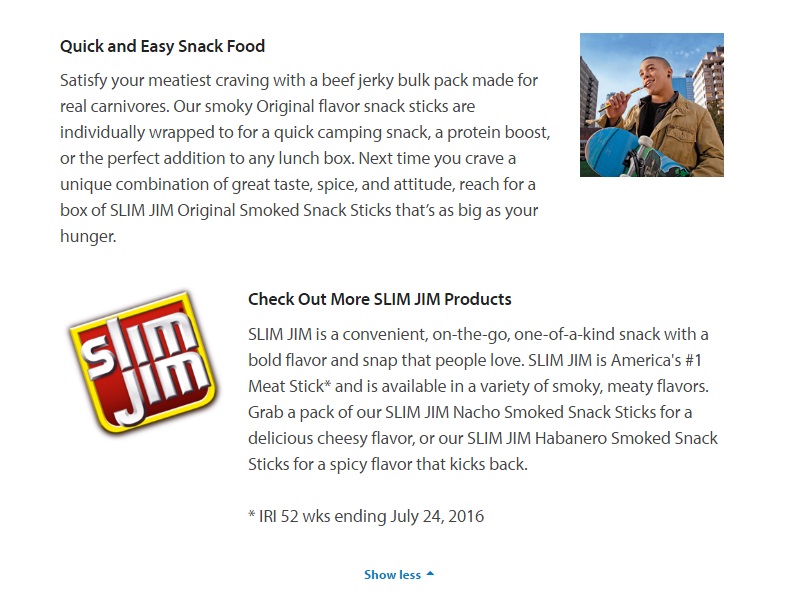 Quick and Easy Snack Food
Satisfy your meatiest craving with a beef jerky bulk pack made for
real carnivores. Our smoky Original flavor snack sticks are
individually wrapped to for a quick camping snack, a protein boost,
or the perfect addition to any lunch box. Next time you crave a
unique combination of great taste, spice, and attitude, reach for a
box of SLIM JIM Original Smoked Snack Sticks that’s as big as your
hunger.
slim
jim
Check Out More SLIM JIM Products
SLIM JIM is a convenient, on-the-go, one-of-a-kind snack with a
bold flavor and snap that people love. SLIM JIM is America's #1
Meat Stick* and is available in a variety of smoky, meaty flavors.
Grab a pack of our SLIM JIM Nacho Smoked Snack Sticks for a
delicious cheesy flavor, or our SLIM JIM Habanero Smoked Snack
Sticks for a spicy flavor that kicks back.
* IRI 52 wks ending July 24, 2016
Show less